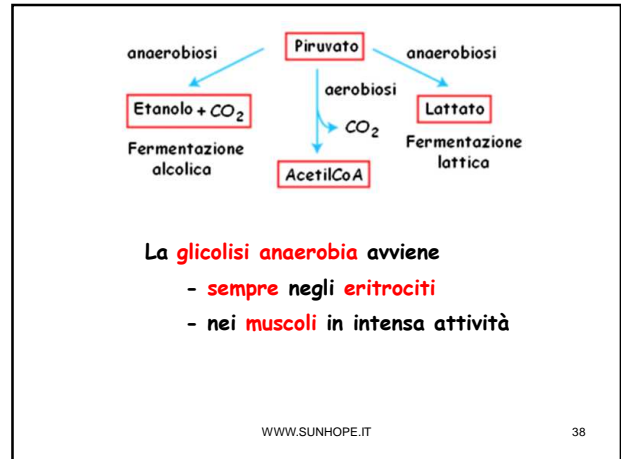 Piruvato
anaerobiosi
anaerobiosi
aerobiosi
Etanolo + CO2
CO2
Lattato
Fermentazione
alcolica
Fermentazione
lattica
AcetilCoA
La glicolisi anaerobia avviene
- sempre negli eritrociti
- nei muscoli in intensa attività
WWW.SUNHOPE.IT
38